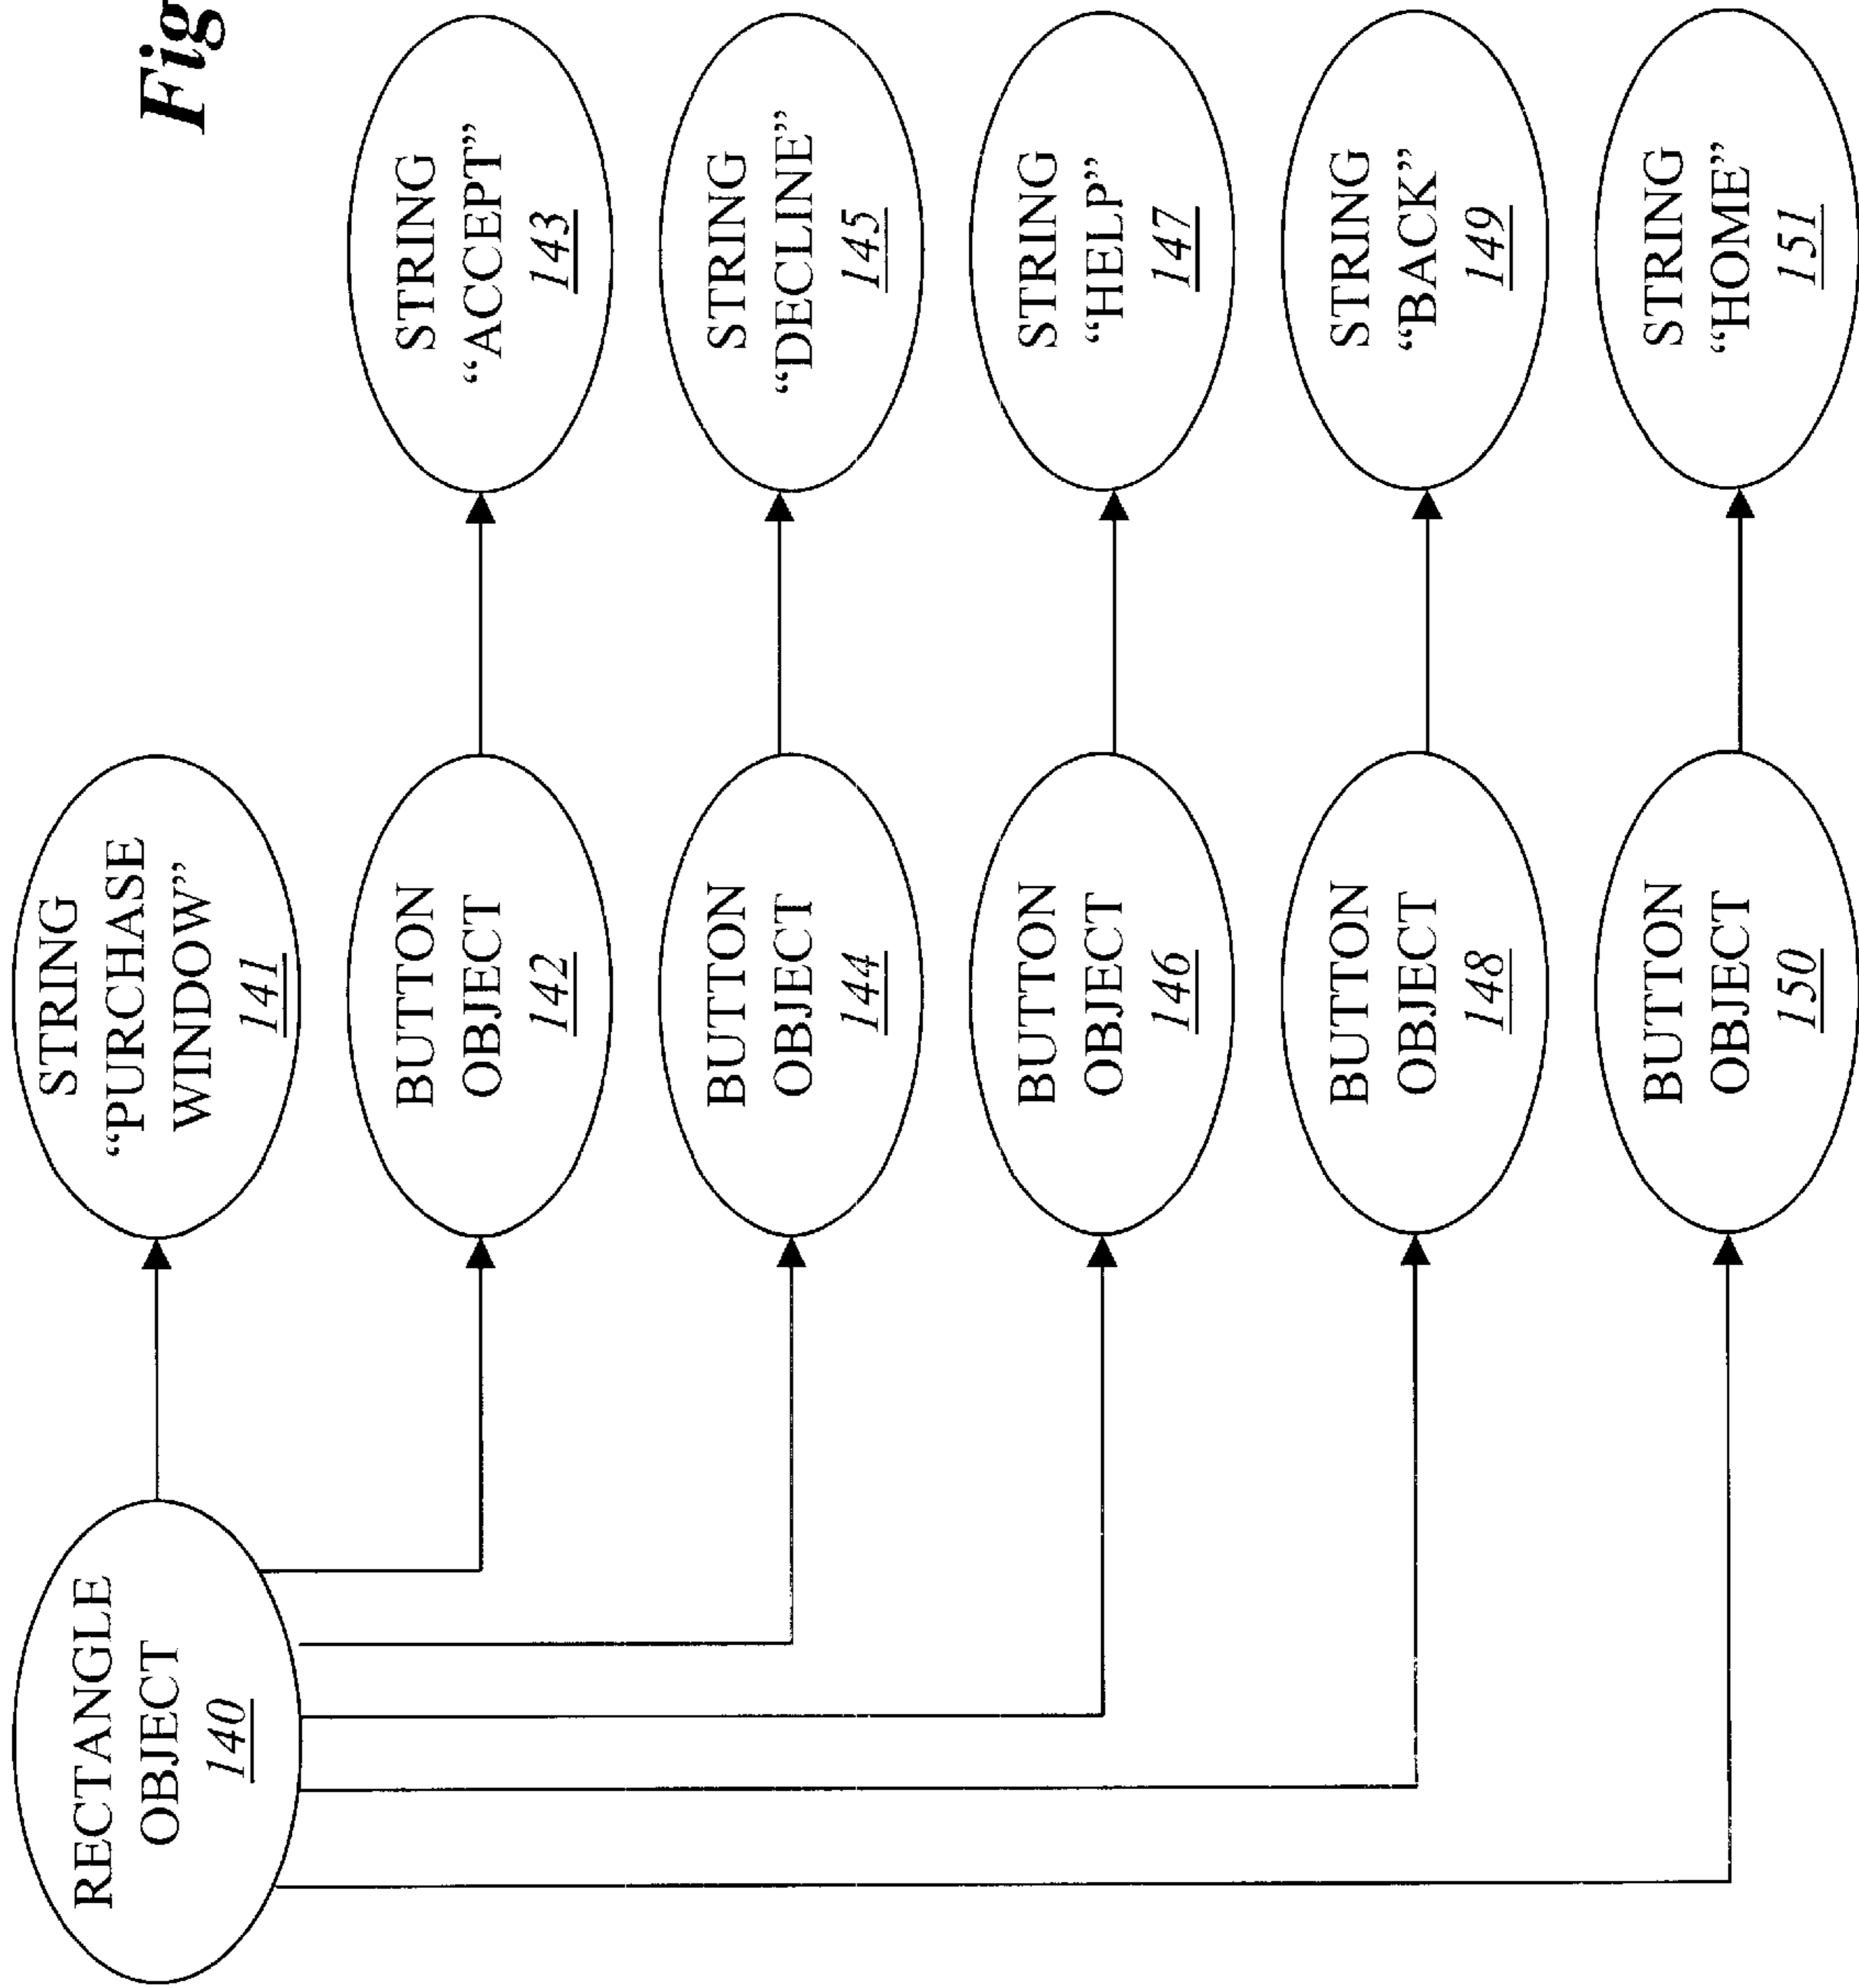 Fig
RECTANGLE
OBJECT
140
STRING
“PURCHASE
WINDOW”
141
BUTTON
OBJECT
142
STRING
“ACCEPT”
143
BUTTON
OBJECT
144
STRING
“DECLINE”
145
BUTTON
OBJECT
146
STRING
“HELP”
147
BUTTON
OBJECT
148
STRING
“BACK”
149
BUTTON
OBJECT
150
STRING
“HOME”
151